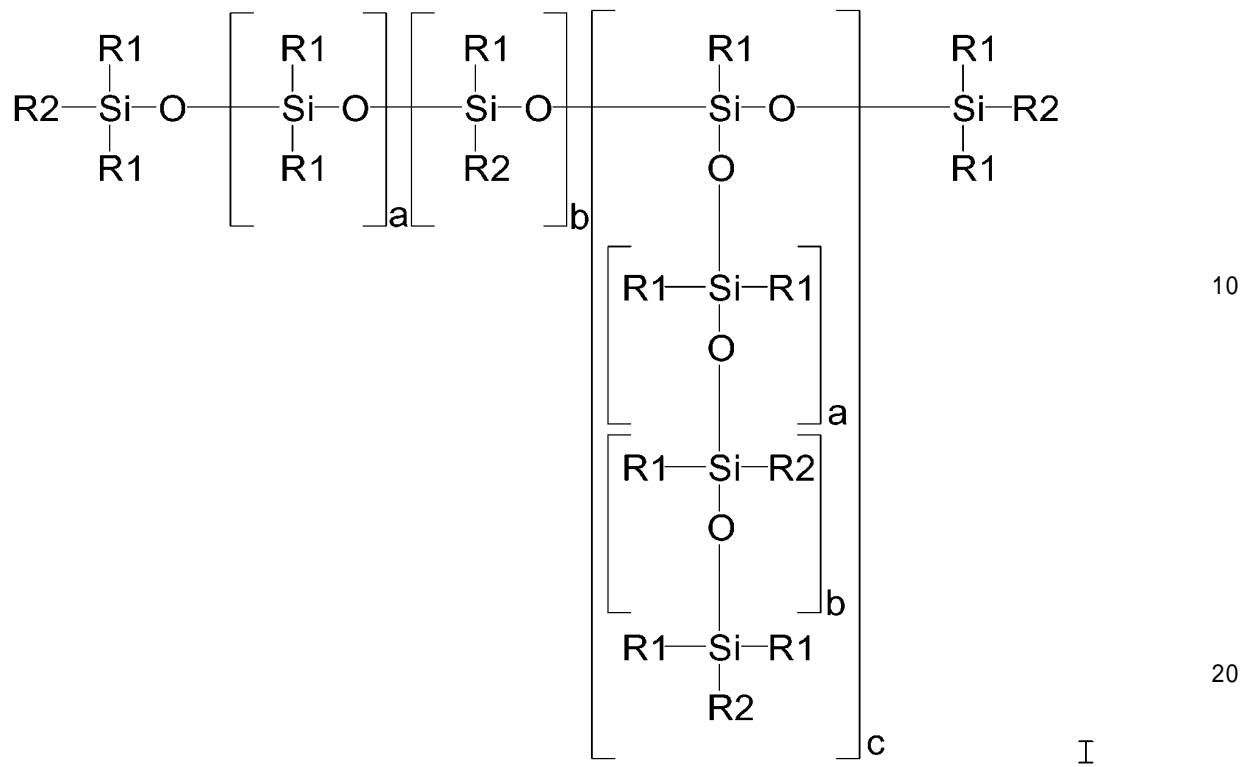 R1 R1 R1 R1 R1
R2 Si O Si O Si O Si O Si R2
R1 R1 R2 O R1
a b
R1 Si R1
10
O
a
R1 Si R2
O
b
R1 Si R1
20
R2
c
I